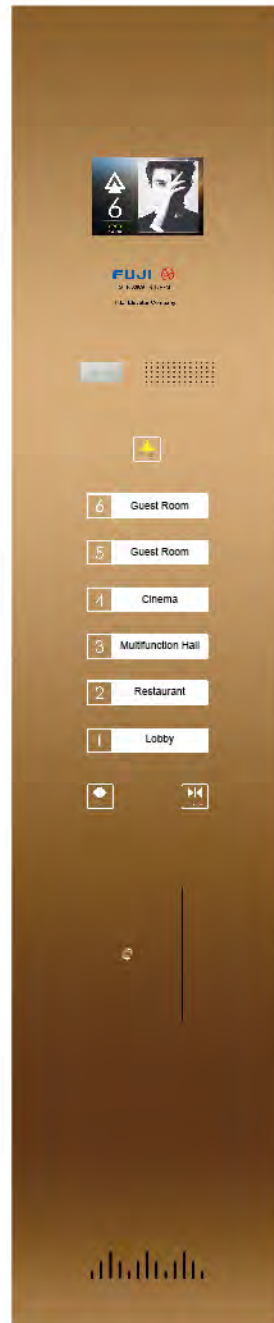 6
FUJI
6 Guest Room
5 Guest Room
4 Cinema
3 Multifunction Hall
2 Restaurant
1 Lobby